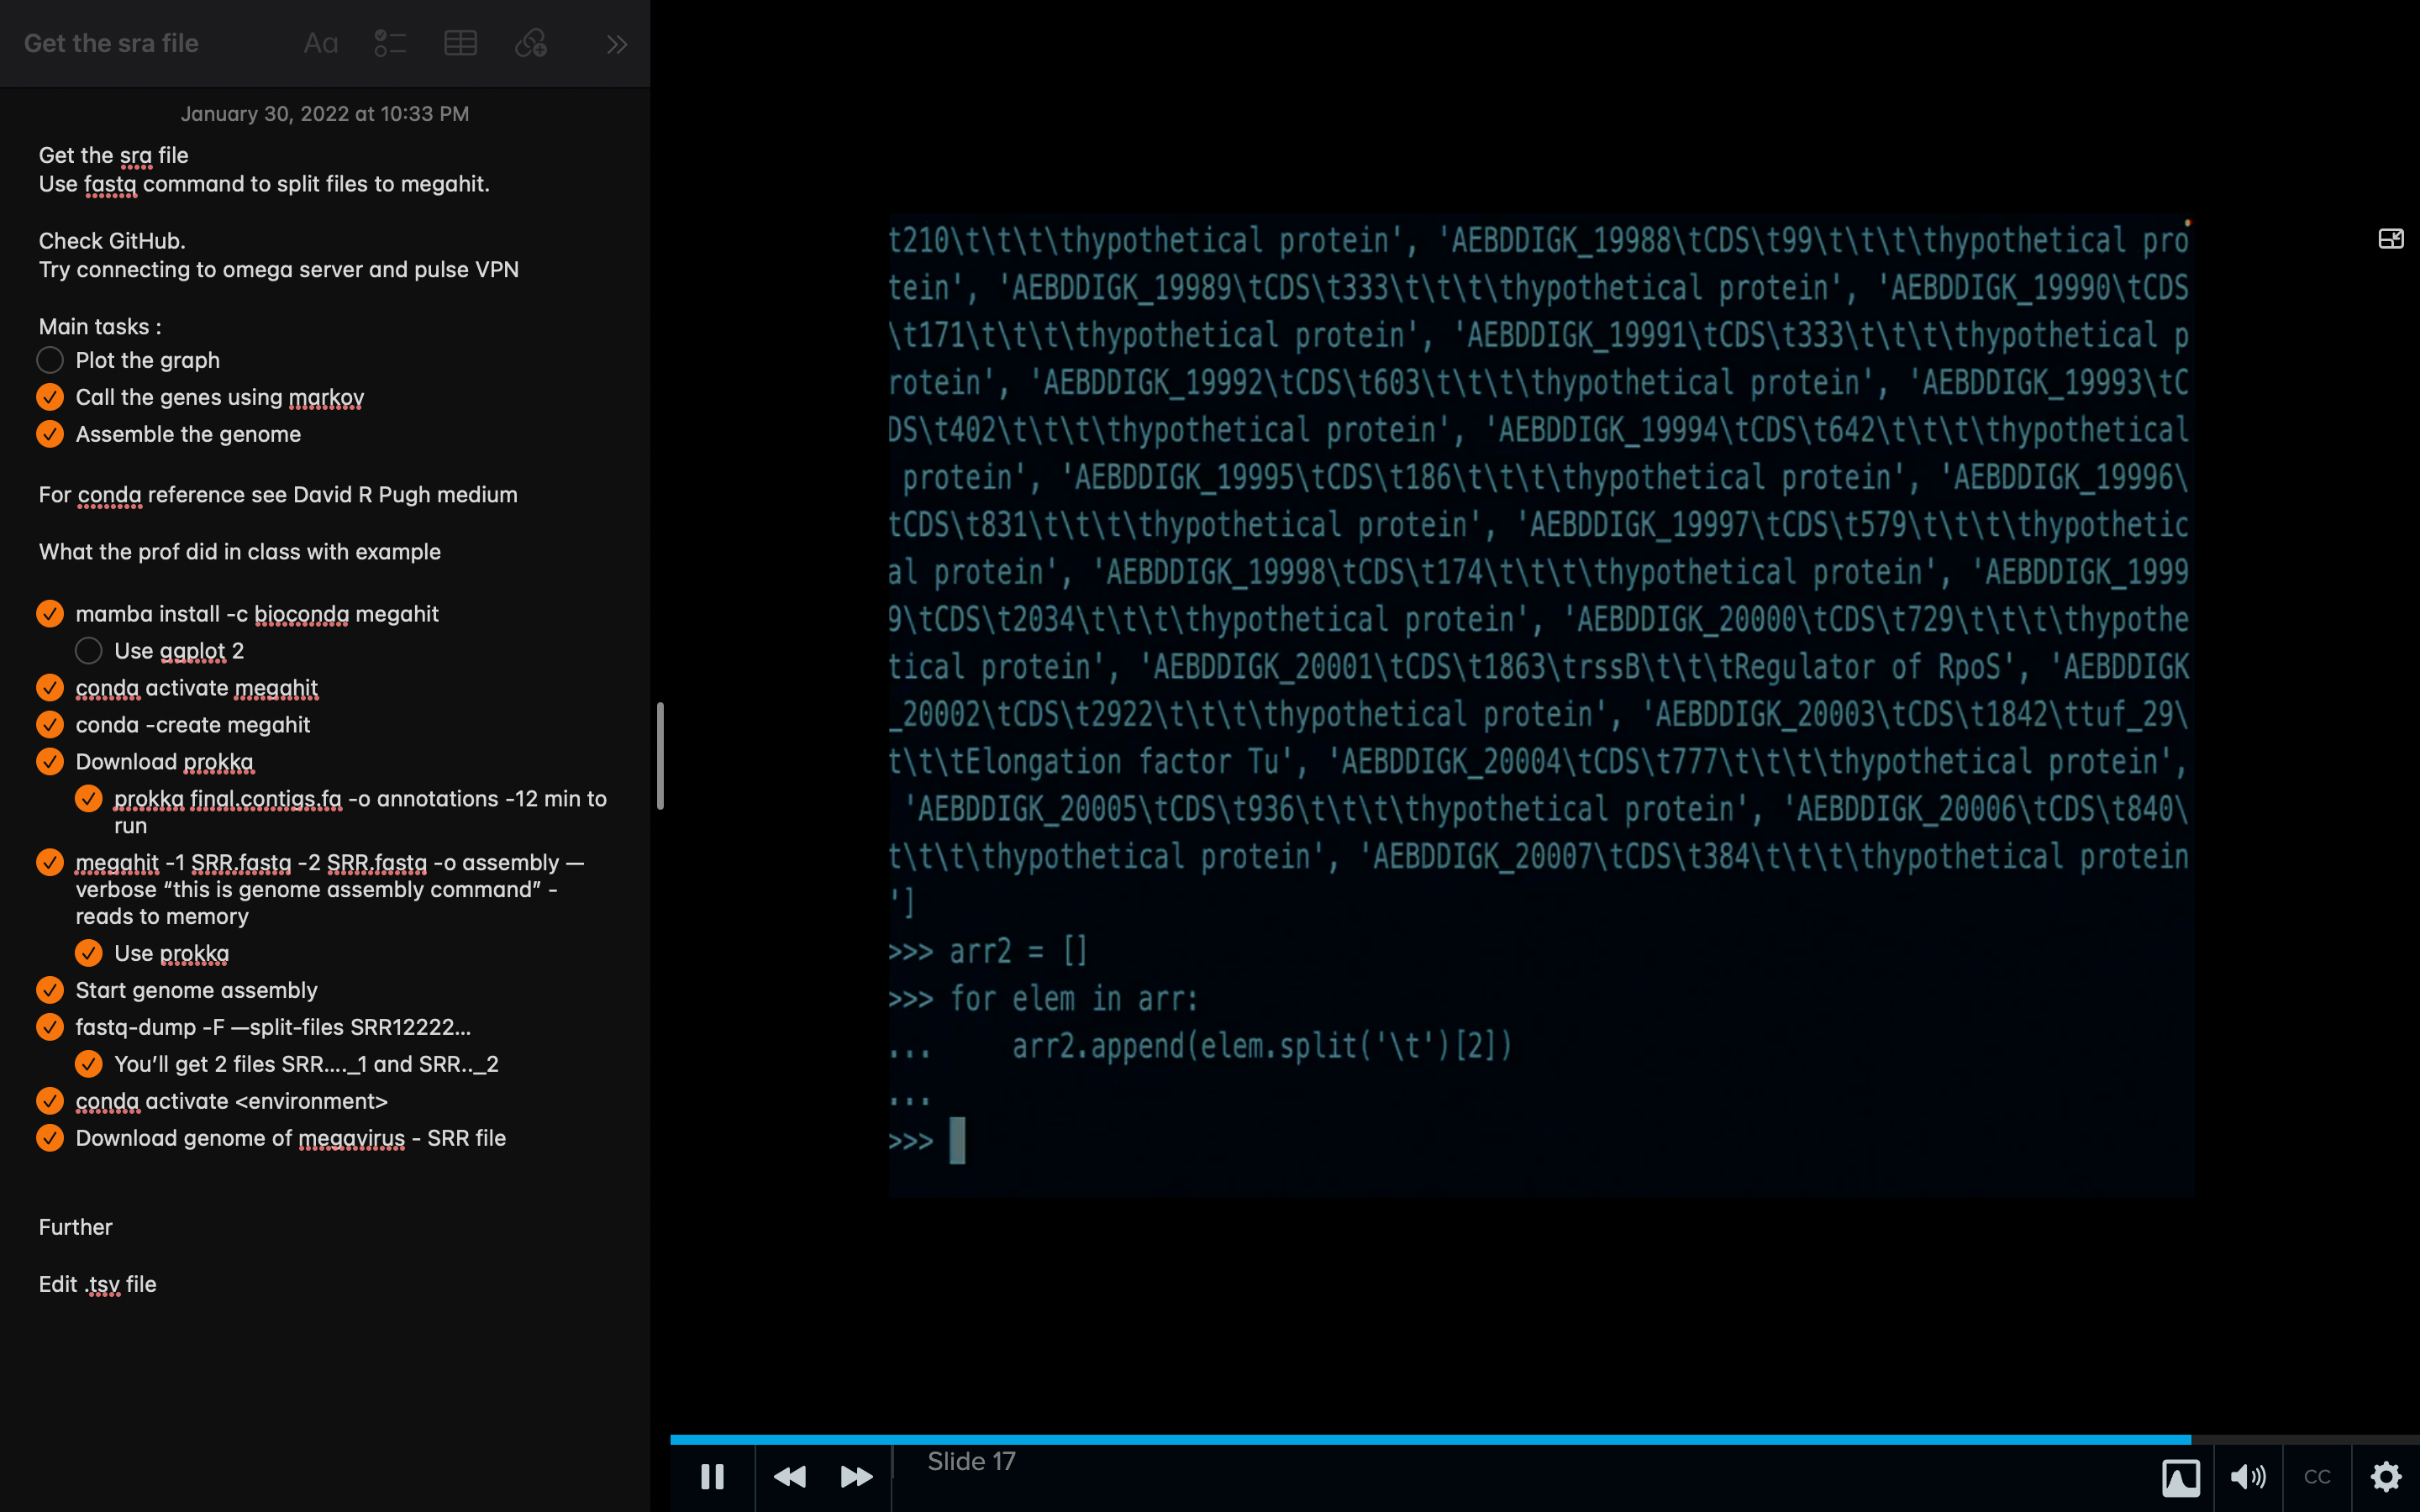 Get the sra file
Aa
January 30, 2022 at 10:33 PM
Get the sra file
Use fastq command to split files to megahit.
Check GitHub.
Try connecting to omega server and pulse VPN
Main tasks :
Plot the graph
Call the genes using markov
Assemble the genome
For conda reference see David R Pugh medium
What the prof did in class with example
mamba install -c bioconda megahit
Use ggplot 2
conda activate megahit
conda -create megahit
Download prokka
prokka final.contigs.fa -o annotations -12 min to
run
megahit -1 SRR.fastq -2 SRR.fastq -o assembly —
verbose “this is genome assembly command” -
reads to memory
Use prokka
Start genome assembly
fastq-dump -F —split-files SRR12222...
You’ll get 2 files SRR...._1 and SRR.._2
conda activate <environment>
Download genome of megavirus - SRR file
Further
Edit .tsv file
t210\t\t\t\thypothetical protein', 'AEBDDIGK_19988\tCDS\t99\t\t\t\thypothetical pro
tein', 'AEBDDIGK_19989\tCDS\t333\t\t\t\thypothetical protein', 'AEBDDIGK_19990\tCDS
\t171\t\t\t\thypothetical protein', 'AEBDDIGK_19991\tCDS\t333\t\t\t\thypothetical p
rotein', 'AEBDDIGK_19992\tCDS\t603\t\t\t\thypothetical protein', 'AEBDDIGK_19993\tC
DS\t402\t\t\t\thypothetical protein', 'AEBDDIGK_19994\tCDS\t642\t\t\t\thypothetical
protein', 'AEBDDIGK_19995\tCDS\t186\t\t\t\thypothetical protein', 'AEBDDIGK_19996\
tCDS\t831\t\t\t\thypothetical protein', 'AEBDDIGK_19997\tCDS\t579\t\t\t\thypothetic
al protein', 'AEBDDIGK_19998\tCDS\t174\t\t\t\thypothetical protein', 'AEBDDIGK_1999
9\tCDS\t2034\t\t\t\thypothetical protein', 'AEBDDIGK_20000\tCDS\t729\t\t\t\thypothe
tical protein', 'AEBDDIGK_20001\tCDS\t1863\trssB\t\t\tRegulator of RpoS', 'AEBDDIGK
_20002\tCDS\t2922\t\t\t\thypothetical protein', 'AEBDDIGK_20003\tCDS\t1842\ttuf_29\
t\t\tElongation factor Tu', 'AEBDDIGK_20004\tCDS\t777\t\t\t\thypothetical protein',
'AEBDDIGK_20005\tCDS\t936\t\t\t\thypothetical protein', 'AEBDDIGK_20006\tCDS\t840\
t\t\t\thypothetical protein', 'AEBDDIGK_20007\tCDS\t384\t\t\t\thypothetical protein
']
>>> arr2 = []
>>> for elem in arr:
...     arr2.append(elem.split('\t')[2])
...
>>>
Slide 17
CC